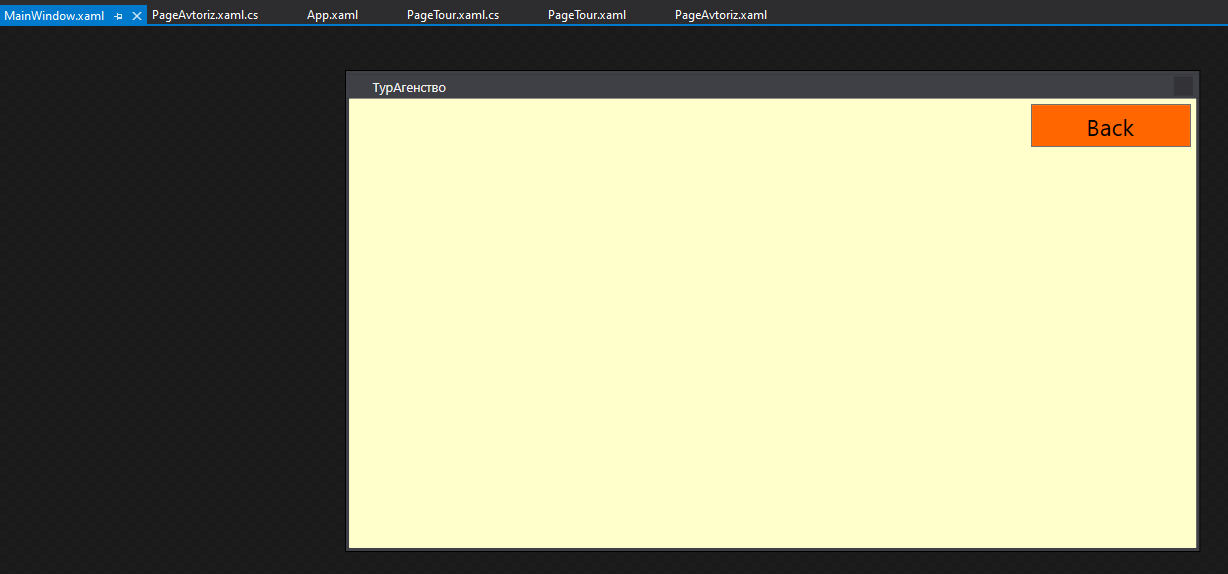 MainWindow.xaml PageAvtoriz.xaml.cs App.xaml PageTour.xaml.cs PageTour.xaml PageAvtoriz.xaml
ТурАгенство
Back